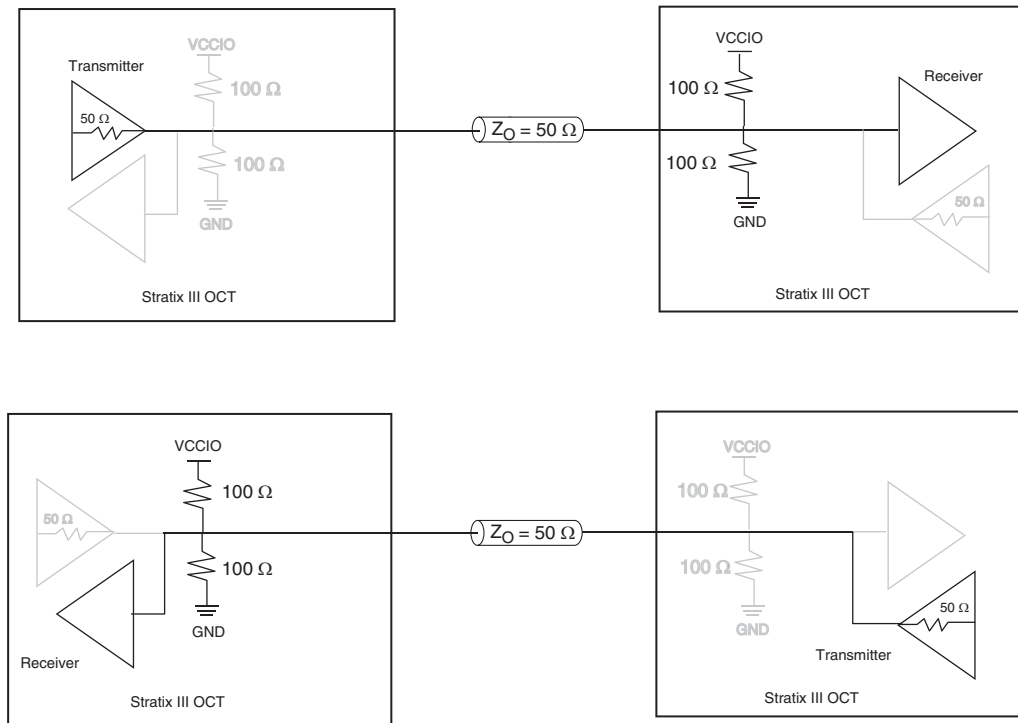 VCCIO
VCCIO
Transmitter
100 Ω
100 Ω
Receiver
50 Ω
Z_O = 50 Ω
100 Ω
100 Ω
50 Ω
GND
GND
Stratix III OCT
Stratix III OCT
VCCIO
VCCIO
100 Ω
100 Ω
50 Ω
Z_O = 50 Ω
100 Ω
100 Ω
50 Ω
GND
GND
Receiver
Transmitter
Stratix III OCT
Stratix III OCT